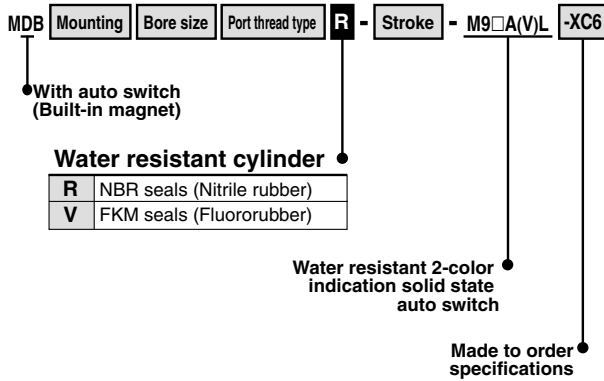 MDB Mounting Bore size Port thread type R - Stroke - M9□A(V)L -XC6
With auto switch
(Built-in magnet)
Water resistant cylinder
R NBR seals (Nitrile rubber)
V FKM seals (Fluororubber)
Water resistant 2-color
indication solid state
auto switch
Made to order
specifications